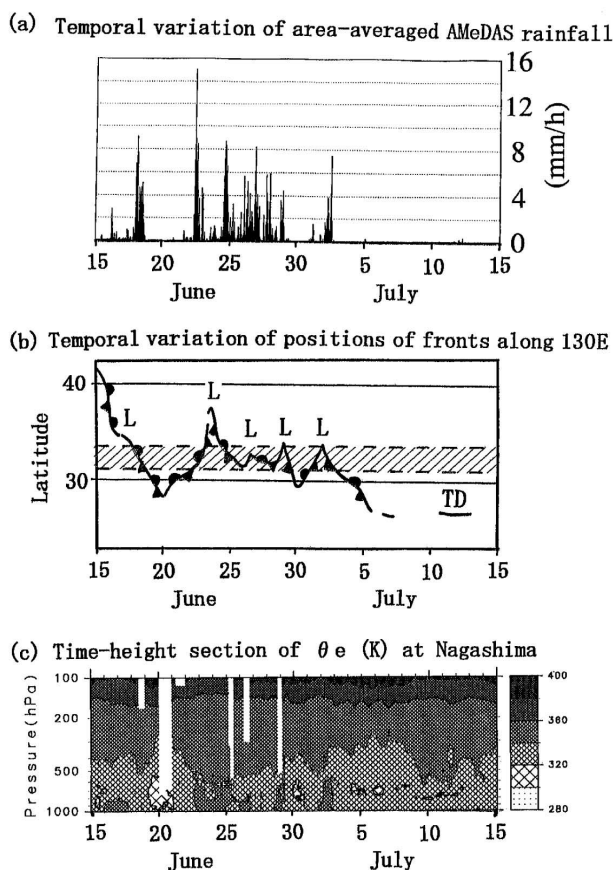 (a) Temporal variation of area-averaged AMeDAS rainfall
16
12
8
4
0
(mm/h)
15 20 25 30 5 10 15
June July
(b) Temporal variation of positions of fronts along 130E
40
30
Latitude
L L L L L
TD
15 20 25 30 5 10 15
June July
(c) Time-height section of θe (K) at Nagashima
100
200
500
1000
Pressure(hPa)
400
360
320
280
15 20 25 30 5 10 15
June July